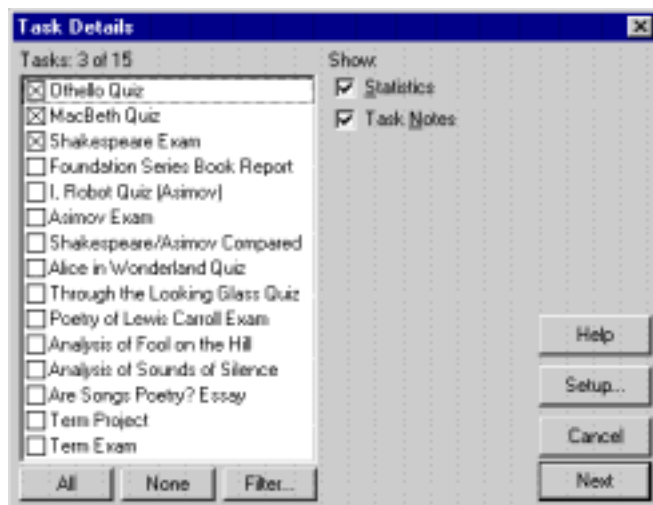 Task Details
Tasks: 3 of 15
Othello Quiz
MacBeth Quiz
Shakespeare Exam
Foundation Series Book Report
I, Robot Quiz (Asimov)
Asimov Exam
Shakespeare/Asimov Compared
Alice in Wonderland Quiz
Through the Looking Glass Quiz
Poetry of Lewis Carroll Exam
Analysis of Fool on the Hill
Analysis of Sounds of Silence
Are Songs Poetry? Essay
Term Project
Term Exam
All None Filter...
Show:
Statistics
Task Notes
Help
Setup...
Cancel
Next